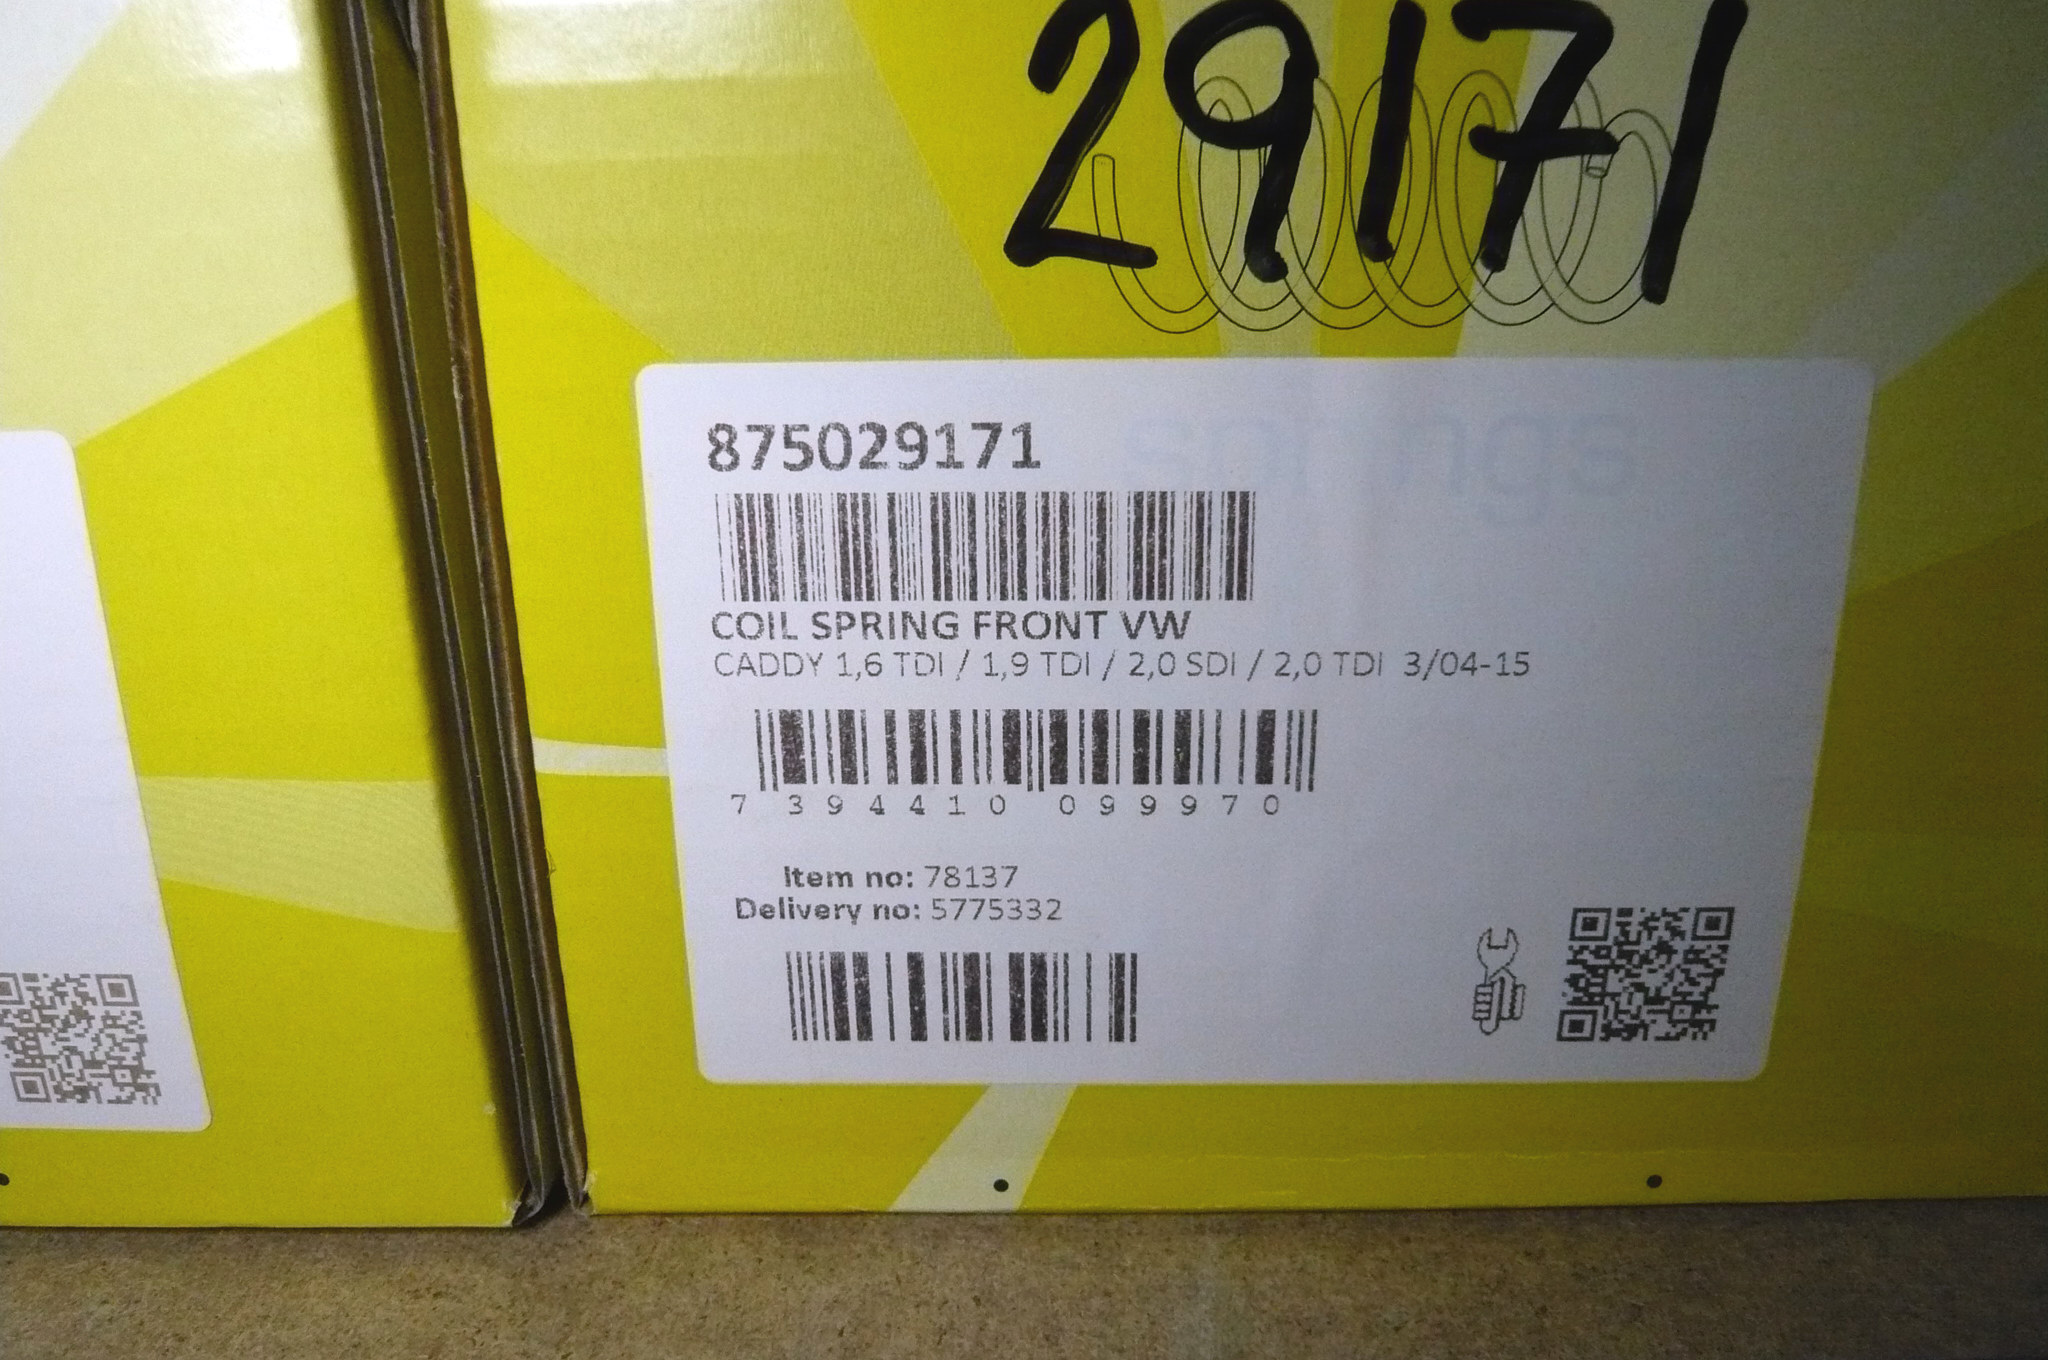 29171
875029171
COIL SPRING FRONT VW
CADDY 1,6 TDI / 1,9 TDI / 2,0 SDI / 2,0 TDI 3/04-15
7 394410 099970
Item no: 78137
Delivery no: 5775332